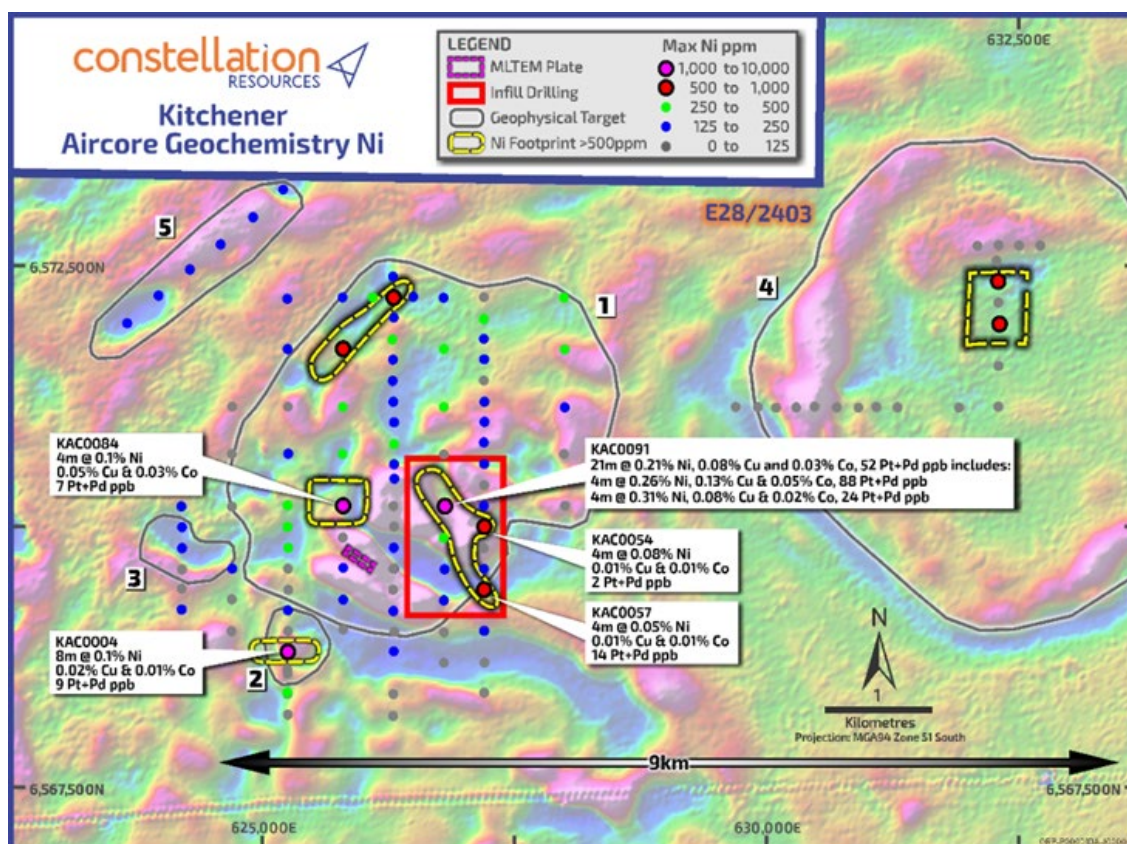 constellation
RESOURCES
Kitchener
Aircore Geochemistry Ni
LEGEND
MLTEM Plate
Infill Drilling
Geophysical Target
Ni Footprint >500ppm
Max Ni ppm
1,000 to 10,000
500 to 1,000
250 to 500
125 to 250
0 to 125
632,500E
E28/2403
5
6,572,500N
1
4
KAC0084
4m @ 0.1% Ni
0.05% Cu & 0.03% Co
7 Pt+Pd ppb
KAC0091
21m @ 0.21% Ni, 0.08% Cu and 0.03% Co, 52 Pt+Pd ppb includes:
4m @ 0.26% Ni, 0.13% Cu & 0.05% Co, 88 Pt+Pd ppb
4m @ 0.31% Ni, 0.08% Cu & 0.02% Co, 24 Pt+Pd ppb
KAC0054
4m @ 0.08% Ni
0.01% Cu & 0.01% Co
2 Pt+Pd ppb
3
KAC0057
4m @ 0.05% Ni
0.01% Cu & 0.01% Co
14 Pt+Pd ppb
KAC0004
8m @ 0.1% Ni
0.02% Cu & 0.01% Co
9 Pt+Pd ppb
2
N
1
Kilometres
Projection: MGA94 Zone 51 South
9km
6,567,500N
6,567,500N
625,000E
630,000E